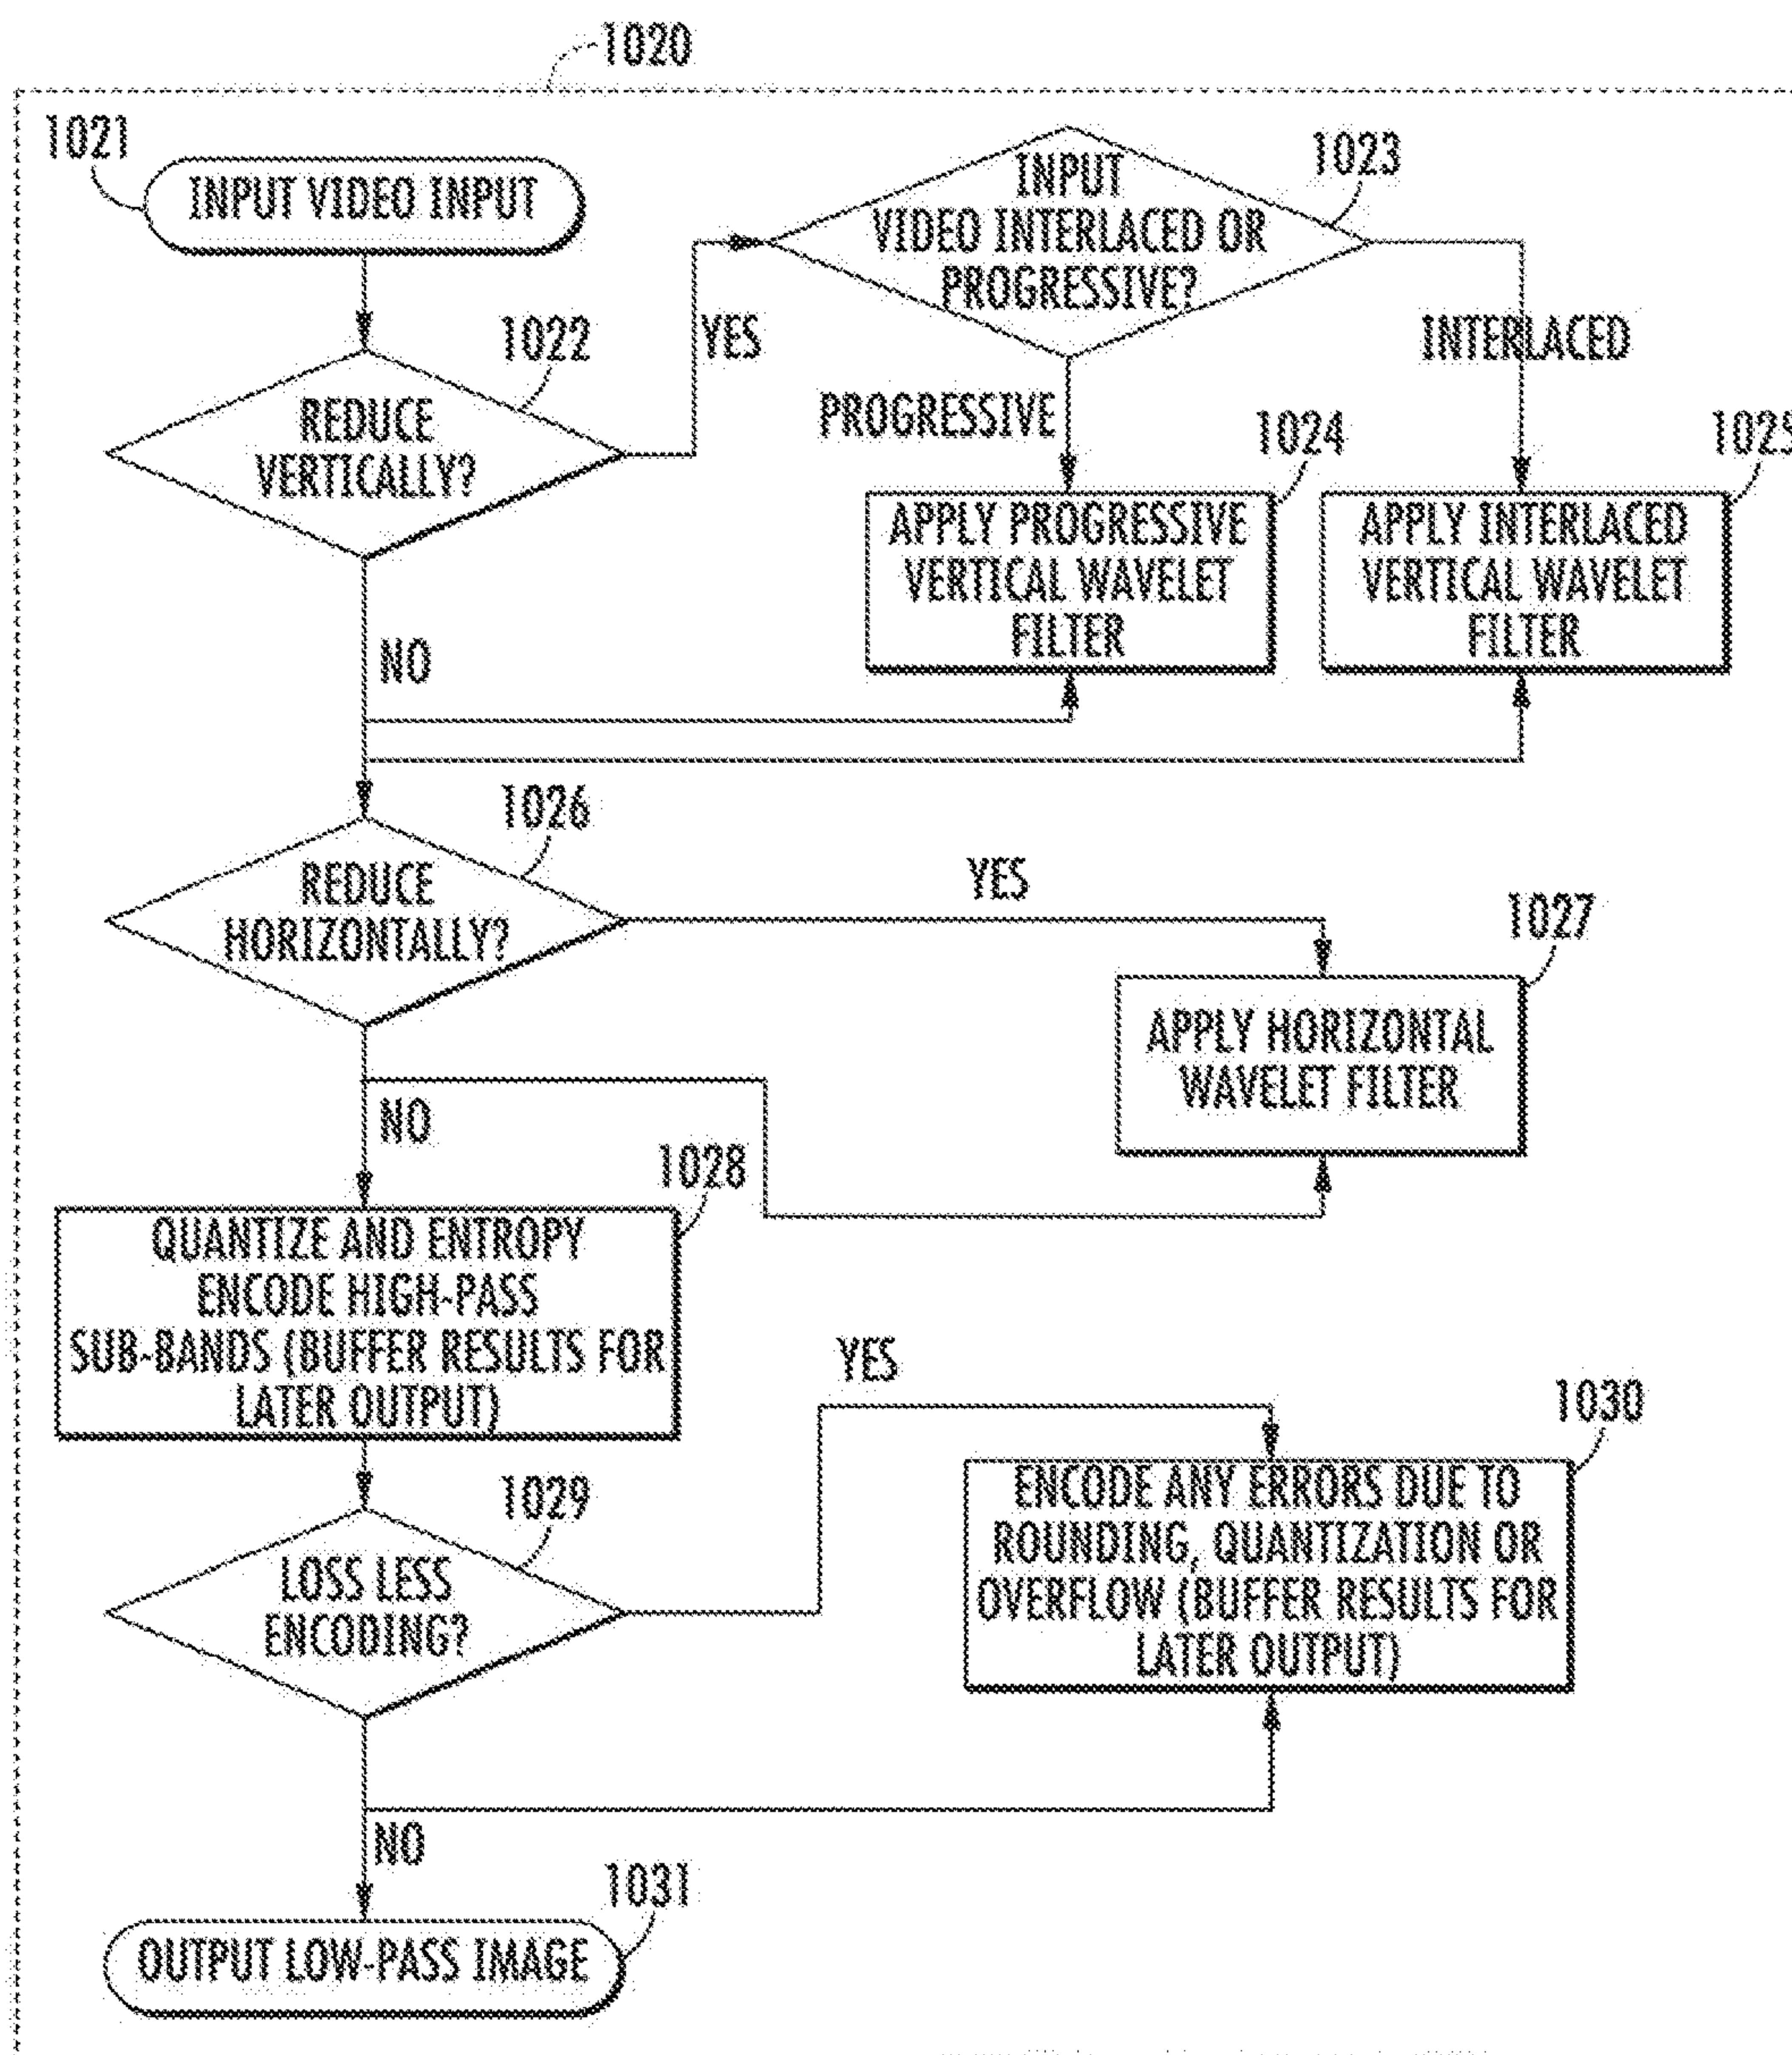 1020
1021
INPUT VIDEO INPUT
1022
REDUCE
VERTICALLY?
YES
NO
1023
INPUT
VIDEO INTERLACED OR
PROGRESSIVE?
PROGRESSIVE
INTERLACED
1024
APPLY PROGRESSIVE
VERTICAL WAVELET
FILTER
1025
APPLY INTERLACED
VERTICAL WAVELET
FILTER
1026
REDUCE
HORIZONTALLY?
YES
NO
1027
APPLY HORIZONTAL
WAVELET FILTER
1028
QUANTIZE AND ENTROPY
ENCODE HIGH-PASS
SUB-BANDS (BUFFER RESULTS FOR
LATER OUTPUT)
1029
LOSS LESS
ENCODING?
YES
NO
1030
ENCODE ANY ERRORS DUE TO
ROUNDING, QUANTIZATION OR
OVERFLOW (BUFFER RESULTS FOR
LATER OUTPUT)
1031
OUTPUT LOW-PASS IMAGE